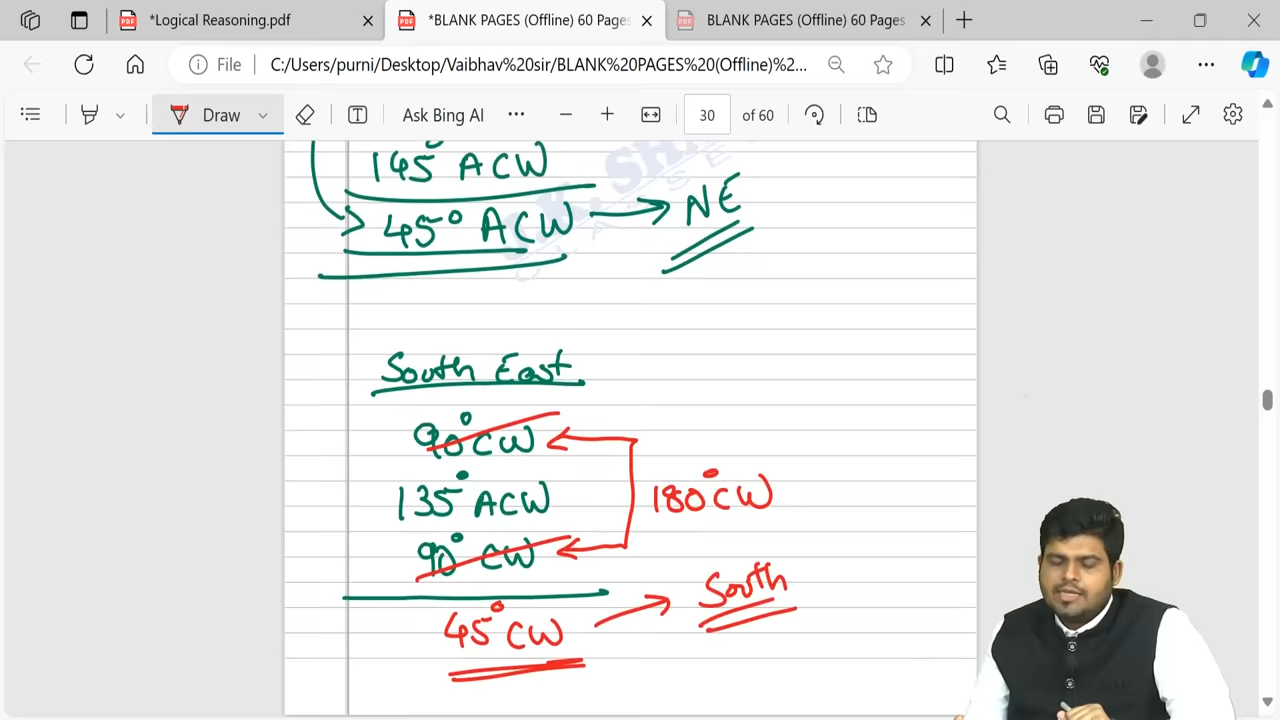 *Logical Reasoning.pdf
*BLANK PAGES (Offline) 60 Pages
BLANK PAGES (Offline) 60 Pages
File
C:/Users/purni/Desktop/Vaibhav%20sir/BLANK%20PAGES%20(Offline)%2...
Draw
Ask Bing AI
30 of 60
145° ACW
45° ACW → NE
South East
90° CW
135° ACW
90° CW
180° CW
45° CW → South